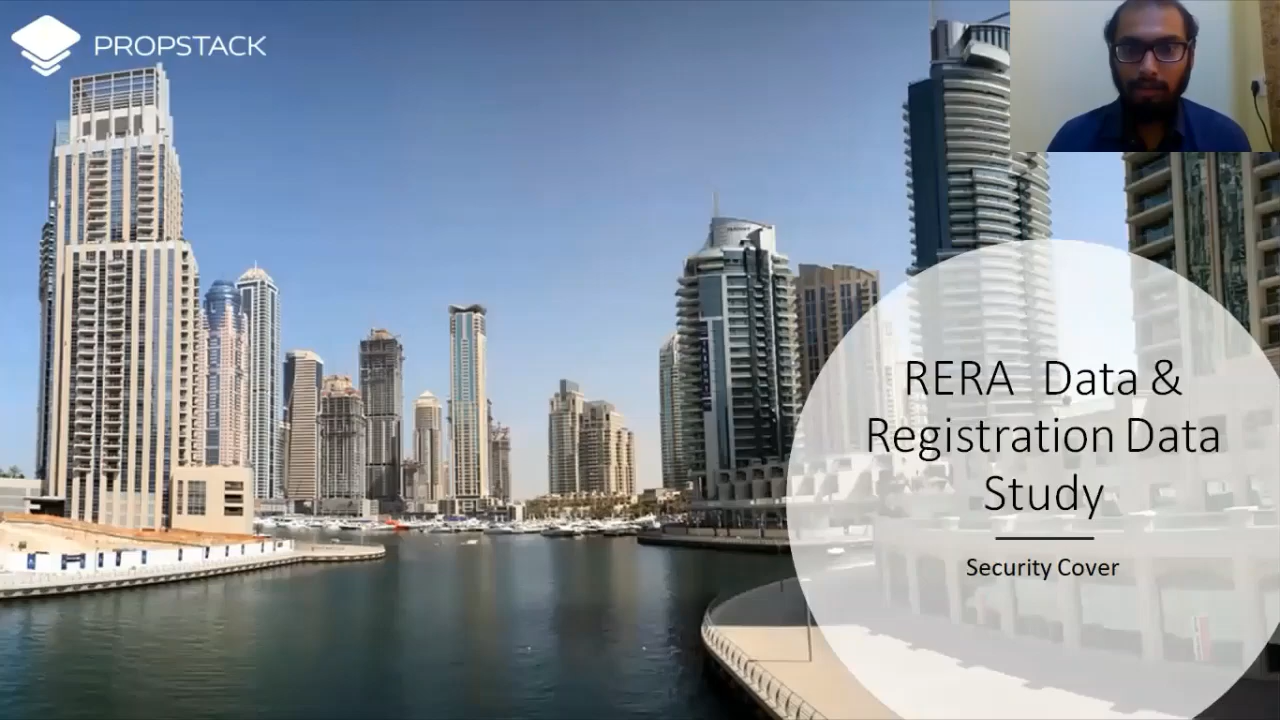 PROPSTACK
RERA Data &
Registration Data
Study
Security Cover